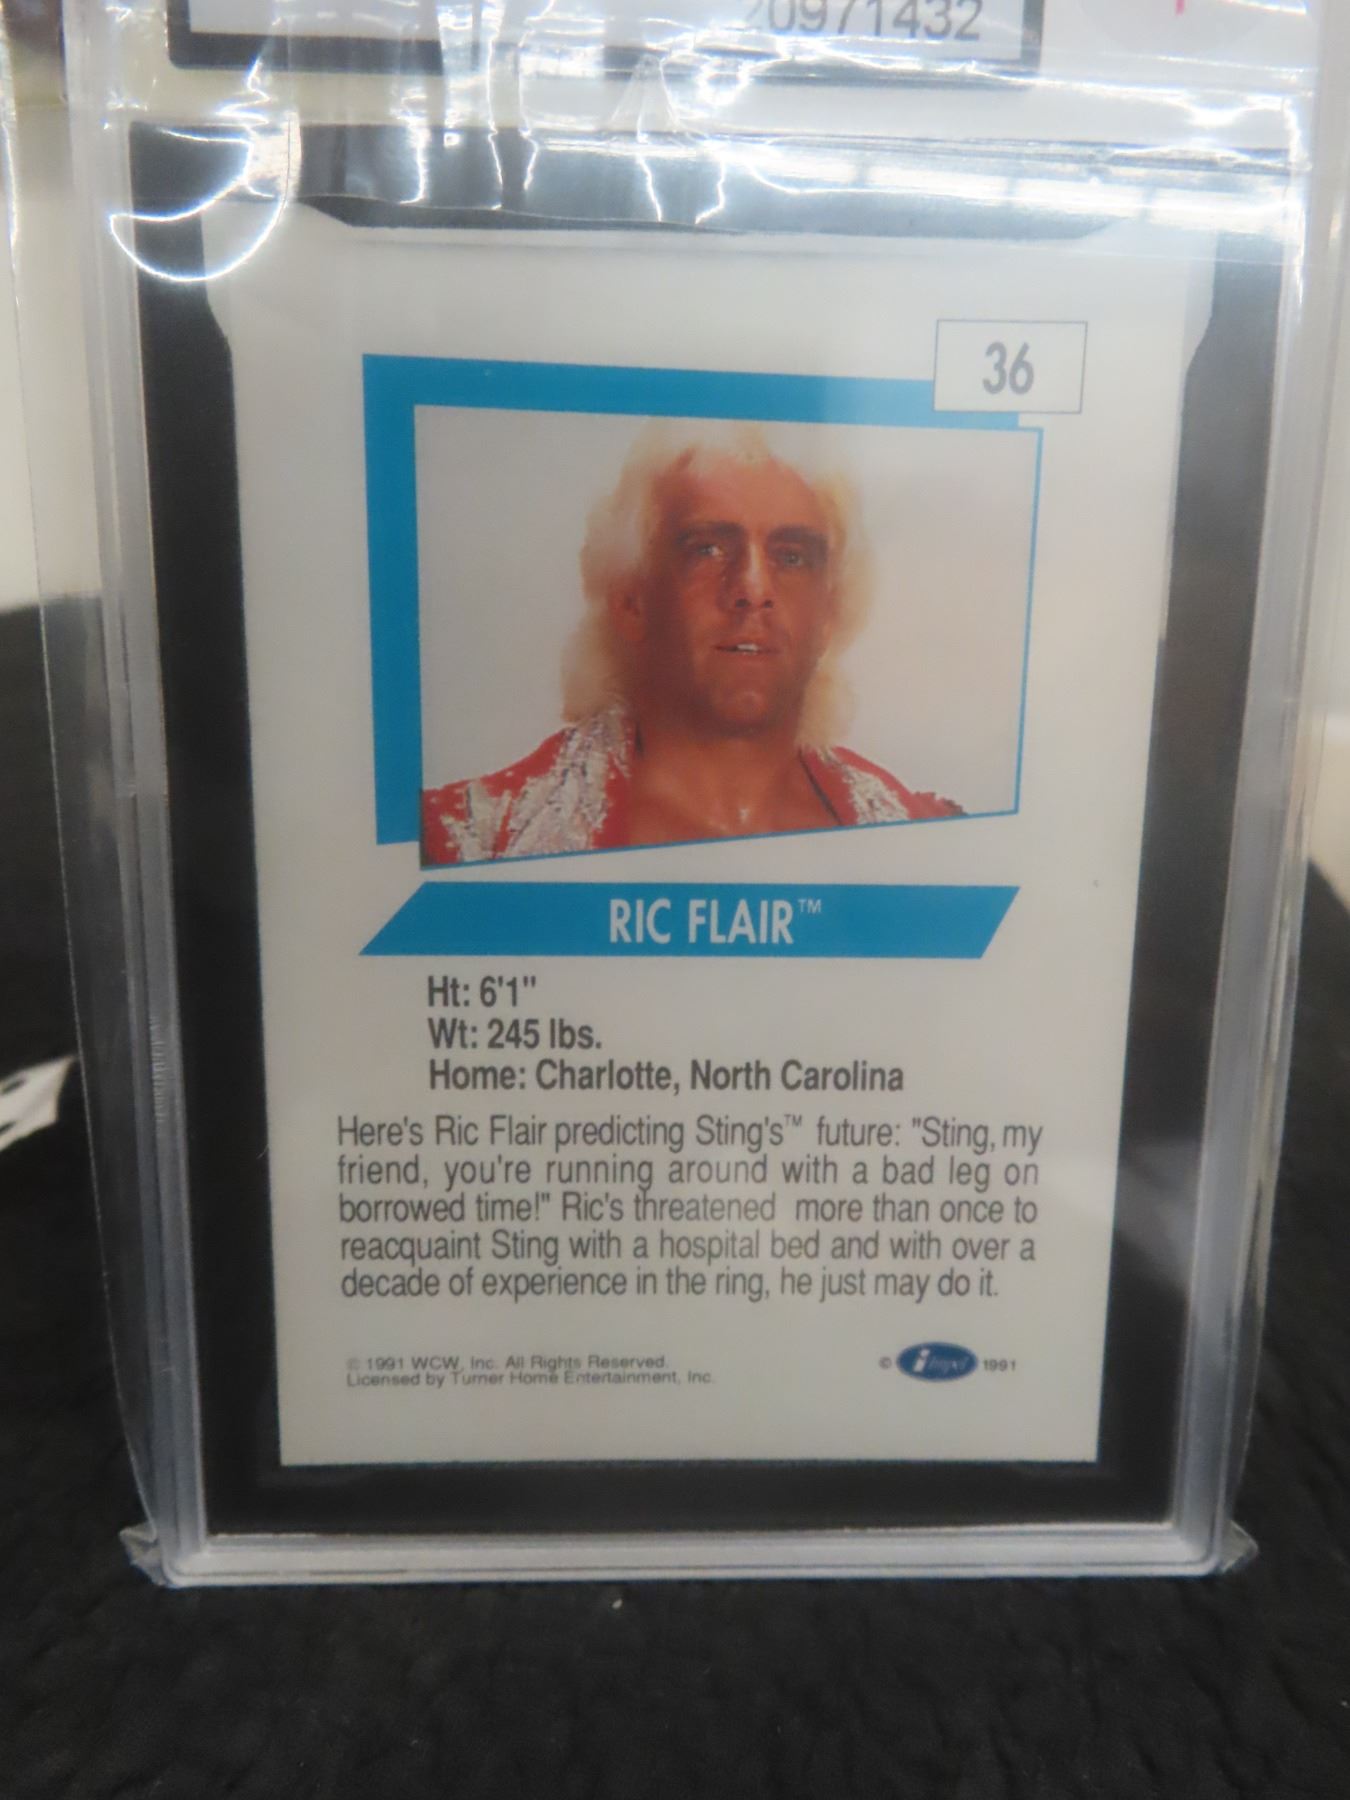 20971432
36
RIC FLAIR™
Ht: 6'1"
Wt: 245 lbs.
Home: Charlotte, North Carolina
Here's Ric Flair predicting Sting's™ future: "Sting, my
friend, you're running around with a bad leg on
borrowed time!" Ric's threatened more than once to
reacquaint Sting with a hospital bed and with over a
decade of experience in the ring, he just may do it.
© 1991 WCW, Inc. All Rights Reserved.
Licensed by Turner Home Entertainment, Inc.
© impel 1991